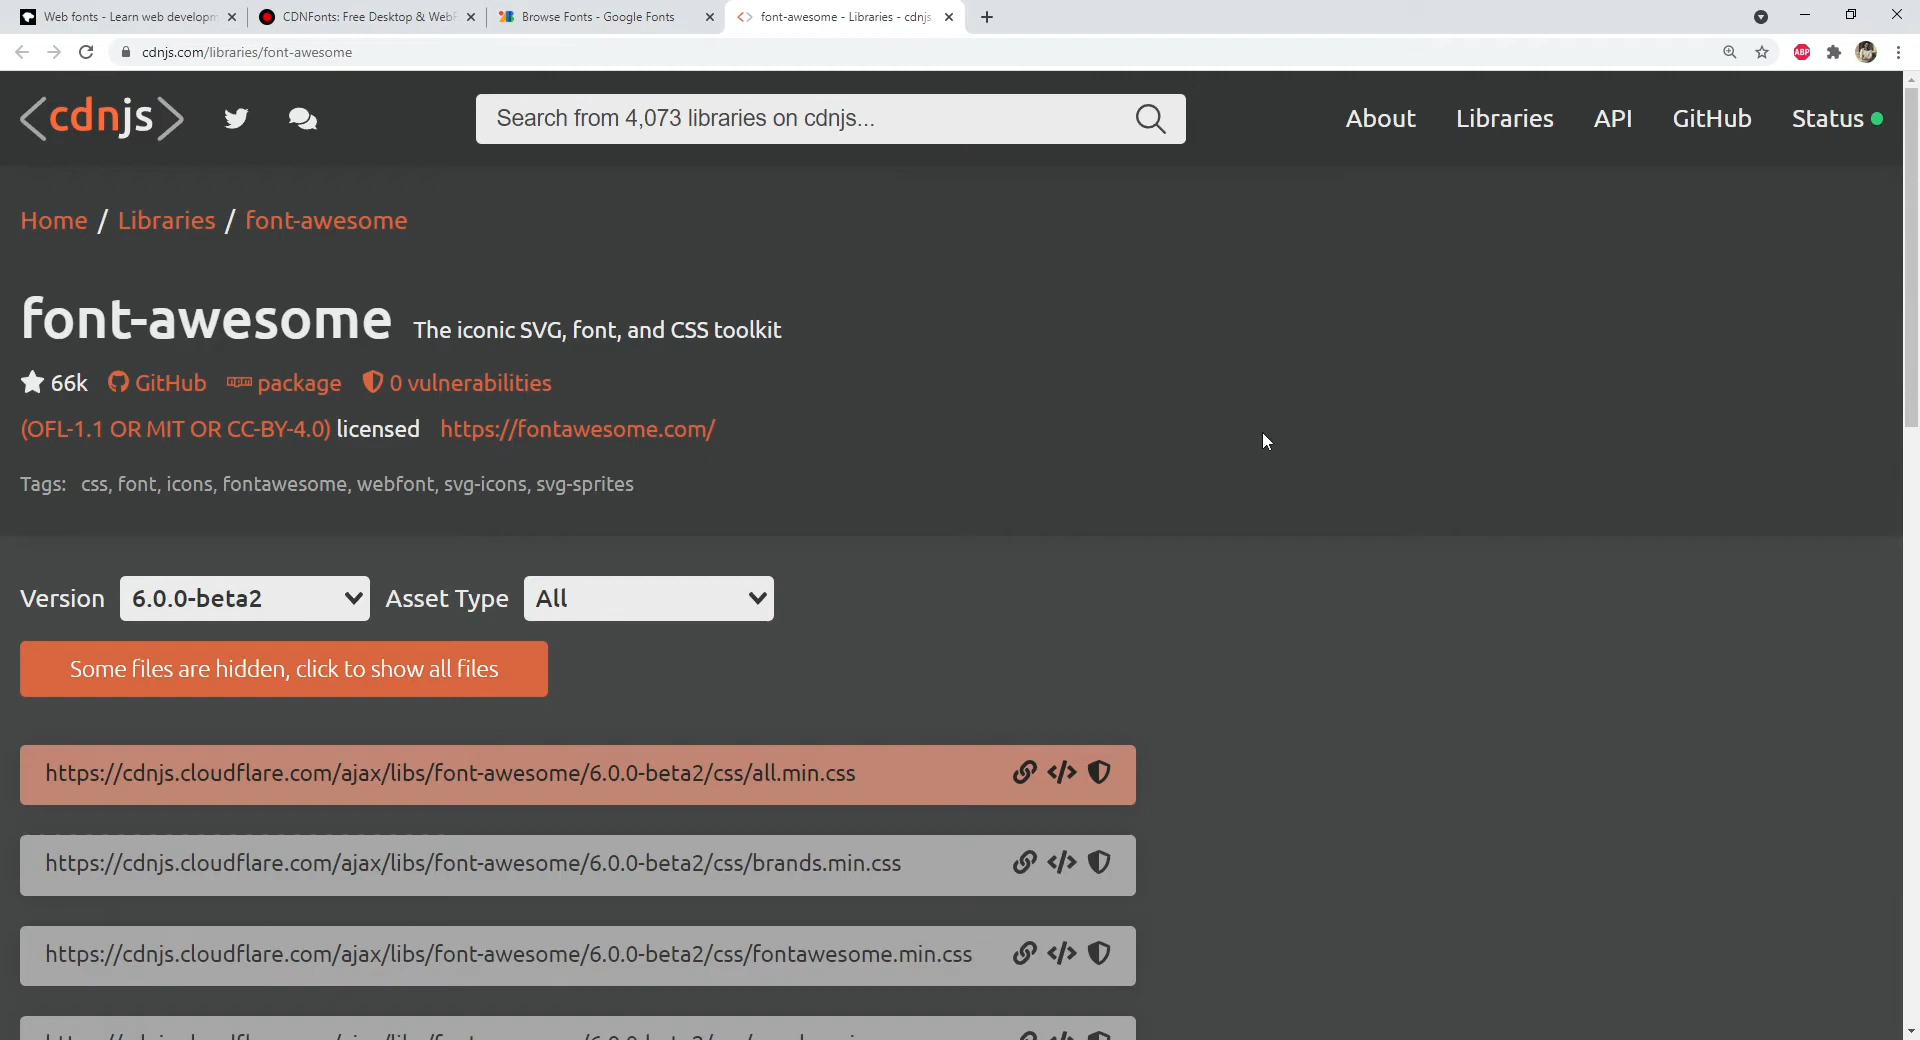 Web fonts - Learn web developm
CDNFonts: Free Desktop & WebF
Browse Fonts - Google Fonts
font-awesome - Libraries - cdnjs
cdnjs.com/libraries/font-awesome
ABP
<cdnjs>
Search from 4,073 libraries on cdnjs...
About
Libraries
API
GitHub
Status
Home / Libraries / font-awesome
font-awesome The iconic SVG, font, and CSS toolkit
66k GitHub npm package 0 vulnerabilities
(OFL-1.1 OR MIT OR CC-BY-4.0) licensed https://fontawesome.com/
Tags: css, font, icons, fontawesome, webfont, svg-icons, svg-sprites
Version 6.0.0-beta2 Asset Type All
Some files are hidden, click to show all files
https://cdnjs.cloudflare.com/ajax/libs/font-awesome/6.0.0-beta2/css/all.min.css
https://cdnjs.cloudflare.com/ajax/libs/font-awesome/6.0.0-beta2/css/brands.min.css
https://cdnjs.cloudflare.com/ajax/libs/font-awesome/6.0.0-beta2/css/fontawesome.min.css